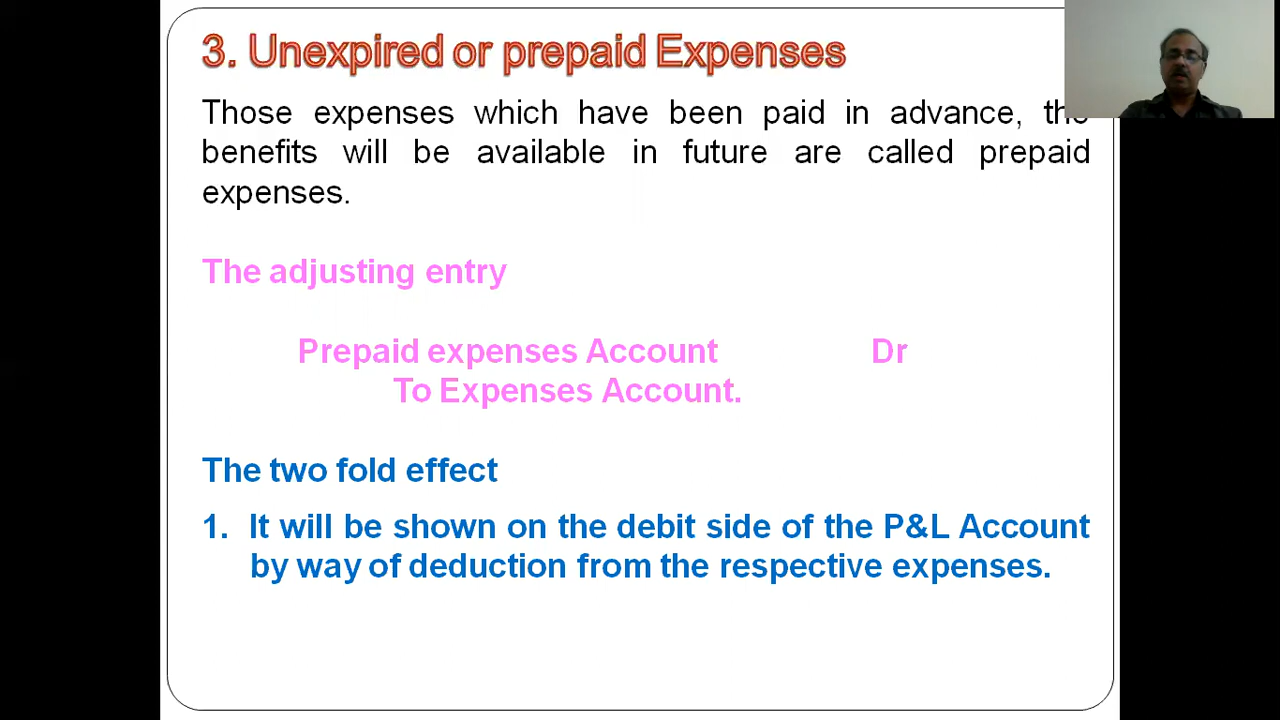 3. Unexpired or prepaid Expenses
Those expenses which have been paid in advance, the
benefits will be available in future are called prepaid
expenses.
The adjusting entry
Prepaid expenses Account Dr
To Expenses Account.
The two fold effect
1. It will be shown on the debit side of the P&L Account
by way of deduction from the respective expenses.